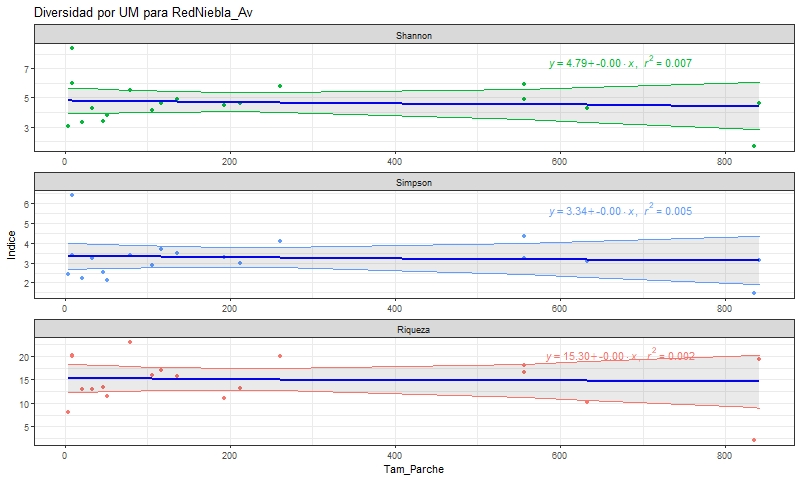 Diversidad por UM para RedNiebla_Av
Shannon
y = 4.79+-0.00 · x, r² = 0.007
7
5
3
0 200 400 600 800
Simpson
y = 3.34+-0.00 · x, r² = 0.005
6
5
4
3
2
Indice
0 200 400 600 800
Riqueza
y = 15.30+-0.00 · x, r² = 0.002
20
15
10
5
0 200 400 600 800
Tam_Parche